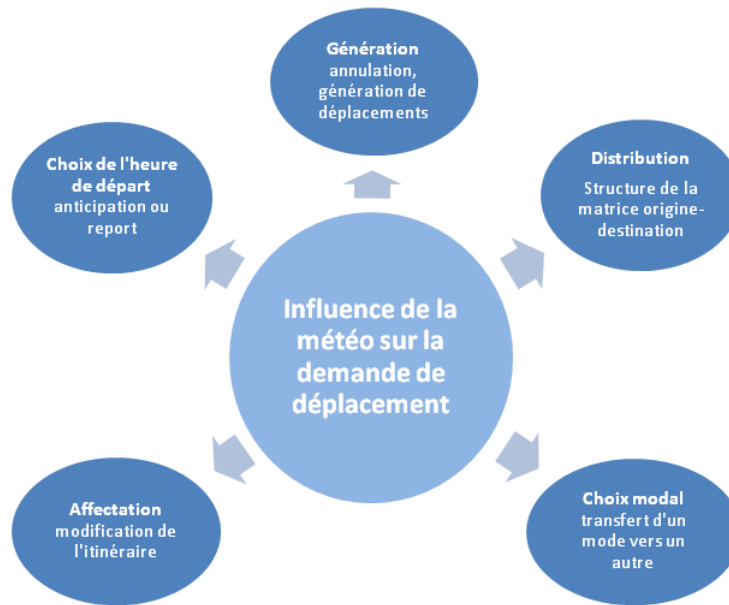 Génération
annulation,
génération de
déplacements
Distribution
Structure de la
matrice origine-
destination
Choix modal
transfert d'un
mode vers un
autre
Affectation
modification de
l'itinéraire
Choix de l'heure
de départ
anticipation ou
report
Influence de la
météo sur la
demande de
déplacement